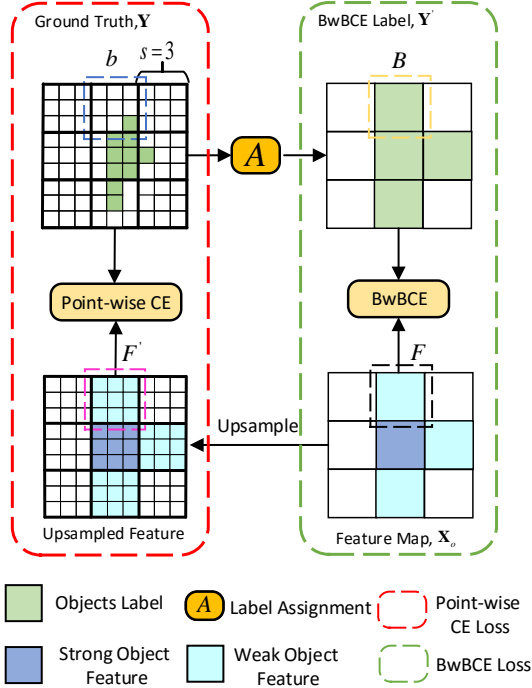 Ground Truth,Y
BwBCE Label, Y'
b
s=3
B
A
Point-wise CE
BwBCE
F'
F
Upsample
Upsampled Feature
Feature Map, Xo
Objects Label
A
Label Assignment
Point-wise
CE Loss
Strong Object
Feature
Weak Object
Feature
BwBCE Loss